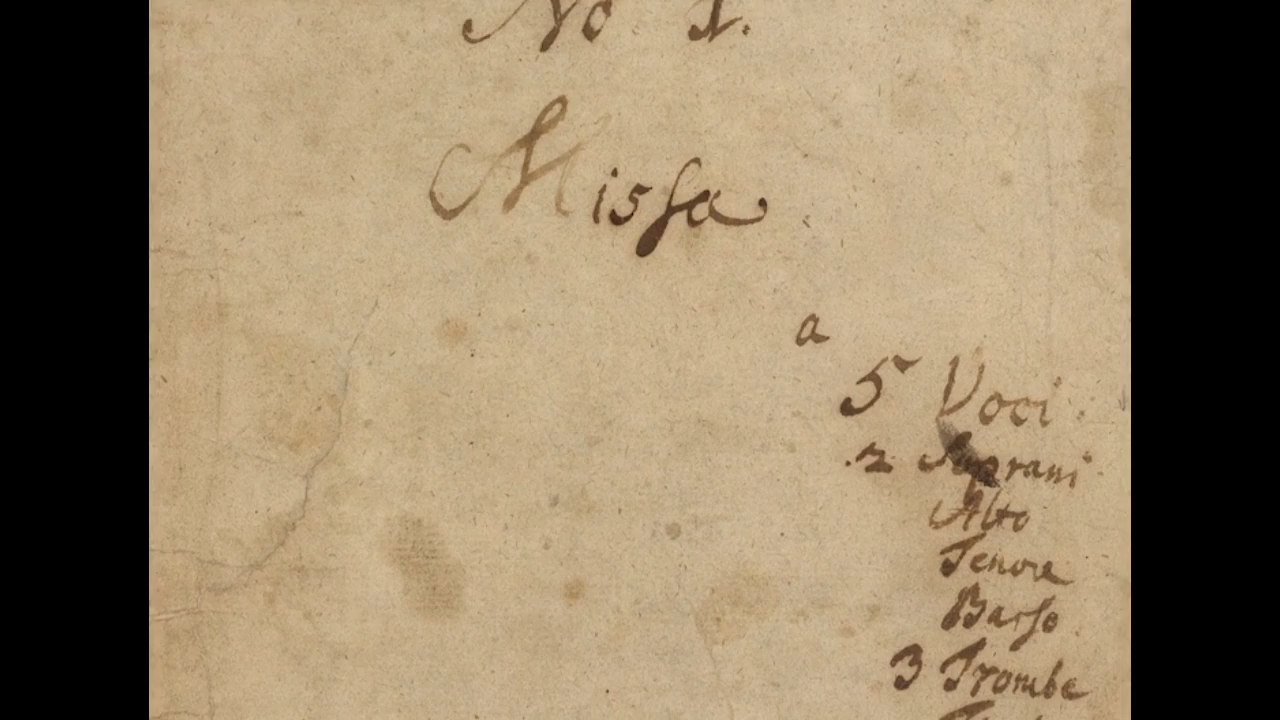 No 1.
Missa
a
5 Voci
2 Soprani
Alto
Tenore
Basso
3 Trombe